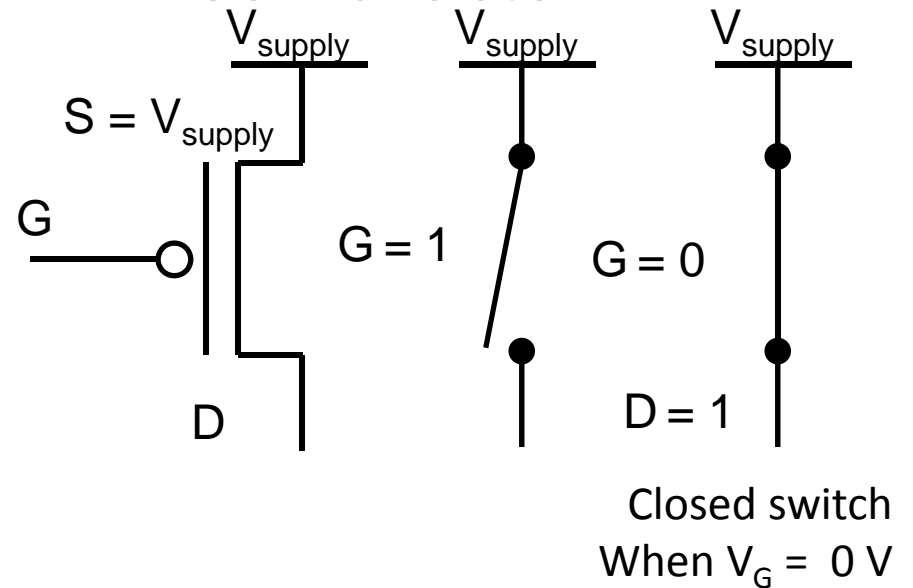 V_supply V_supply V_supply
S = V_supply
G
G = 1
G = 0
D
D = 1
Closed switch
When V_G = 0 V